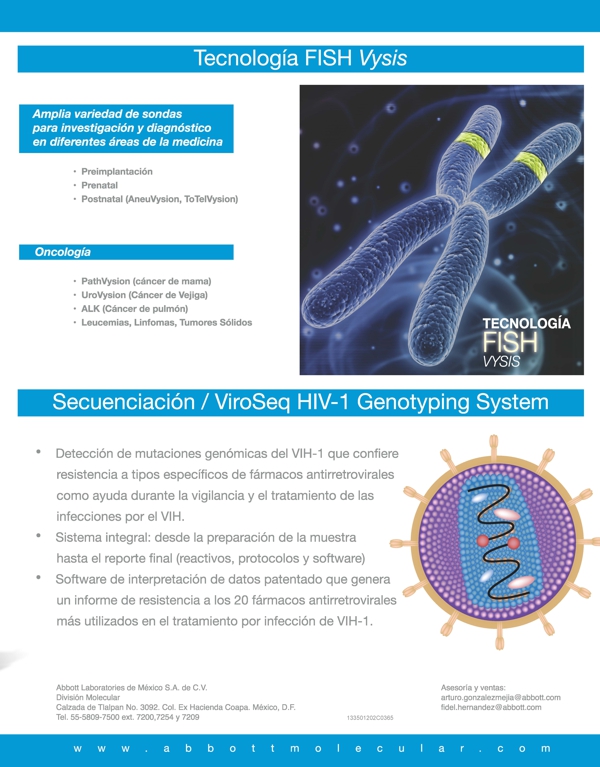 Tecnología FISH Vysis
Amplia variedad de sondas
para investigación y diagnóstico
en diferentes áreas de la medicina
• Preimplantación
• Prenatal
• Postnatal (AneuVysion, ToTelVysion)
Oncología
• PathVysion (cáncer de mama)
• UroVysion (Cáncer de Vejiga)
• ALK (Cáncer de pulmón)
• Leucemias, Linfomas, Tumores Sólidos
TECNOLOGÍA
FISH
VYSIS
Secuenciación / ViroSeq HIV-1 Genotyping System
• Detección de mutaciones genómicas del VIH-1 que confiere
resistencia a tipos específicos de fármacos antirretrovirales
como ayuda durante la vigilancia y el tratamiento de las
infecciones por el VIH.
• Sistema integral: desde la preparación de la muestra
hasta el reporte final (reactivos, protocolos y software)
• Software de interpretación de datos patentado que genera
un informe de resistencia a los 20 fármacos antirretrovirales
más utilizados en el tratamiento por infección de VIH-1.
Abbott Laboratories de México S.A. de C.V.
División Molecular
Calzada de Tlalpan No. 3092. Col. Ex Hacienda Coapa. México, D.F.
Tel. 55-5809-7500 ext. 7200,7254 y 7209
133501202C0365
Asesoría y ventas:
arturo.gonzalezmejia@abbott.com
fidel.hernandez@abbott.com
www.abbottmolecular.com